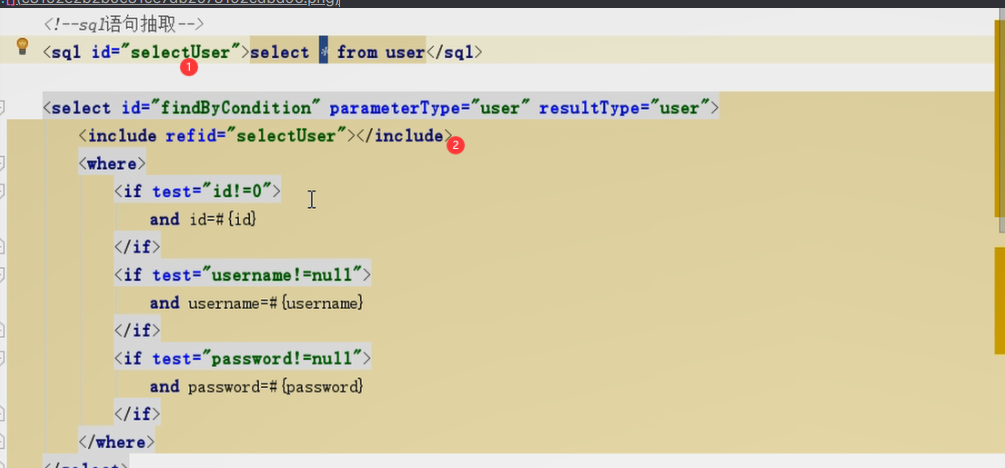 <!--sql语句抽取-->
<sql id="selectUser">select * from user</sql>
1
<select id="findByCondition" parameterType="user" resultType="user">
<include refid="selectUser"></include>
2
<where>
<if test="id!=0">
and id=#{id}
</if>
<if test="username!=null">
and username=#{username}
</if>
<if test="password!=null">
and password=#{password}
</if>
</where>
</select>